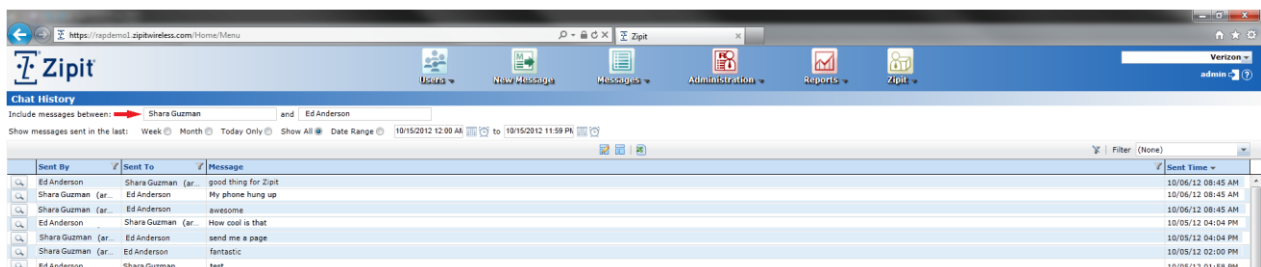 https://rapdemo1.zipitwireless.com/Home/Menu
Zipit
Zipit
Users
New Message
Messages
Administration
Reports
Zipit
Verizon
admin
Chat History
Include messages between: Shara Guzman and Ed Anderson
Show messages sent in the last: Week Month Today Only Show All Date Range 10/15/2012 12:00 AM to 10/15/2012 11:59 PM
Filter (None)
Sent By Sent To Message Sent Time
Ed Anderson Shara Guzman (ar... good thing for Zipit 10/06/12 08:45 AM
Shara Guzman (ar... Ed Anderson My phone hung up 10/06/12 08:45 AM
Shara Guzman (ar... Ed Anderson awesome 10/06/12 08:45 AM
Ed Anderson Shara Guzman (ar... How cool is that 10/05/12 04:04 PM
Shara Guzman (ar... Ed Anderson send me a page 10/05/12 04:04 PM
Shara Guzman (ar... Ed Anderson fantastic 10/05/12 02:00 PM
Ed Anderson Shara Guzman test 10/05/12 01:58 PM